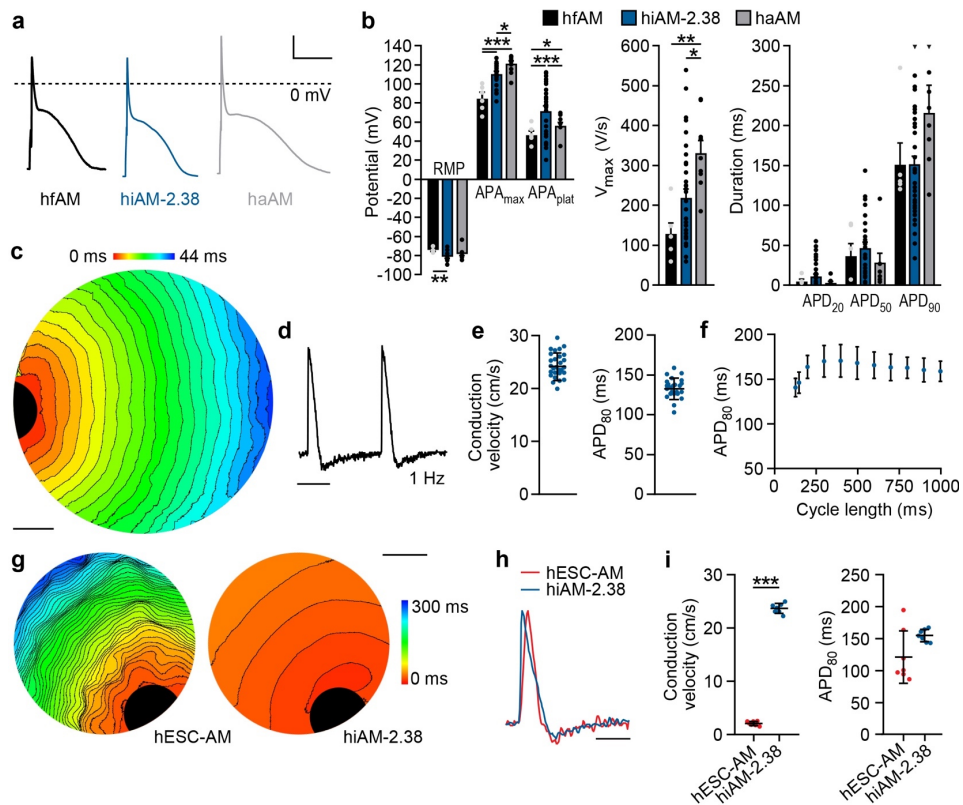 a
0 mV
hfAM
hiAM-2.38
haAM
b
hfAM
hiAM-2.38
haAM
Potential (mV)
140
120
100
80
60
40
20
0
0
-20
-40
-60
-80
-100
RMP
**
***
*
APAmax
*
*** ***
APAplat
Vmax (V/s)
600
500
400
300
200
100
0
**
*
Duration (ms)
300
250
200
150
100
50
0
APD20
APD50
APD90
c
0 ms
44 ms
d
1 Hz
e
Conduction
velocity (cm/s)
30
20
10
0
APD80 (ms)
200
150
100
50
0
f
APD80 (ms)
200
150
100
50
0
0
250
500
750
1000
Cycle length (ms)
g
300 ms
0 ms
hESC-AM
hiAM-2.38
h
hESC-AM
hiAM-2.38
i
Conduction
velocity (cm/s)
30
20
10
0
***
hESC-AM
hiAM-2.38
APD80 (ms)
250
200
150
100
50
0
hESC-AM
hiAM-2.38